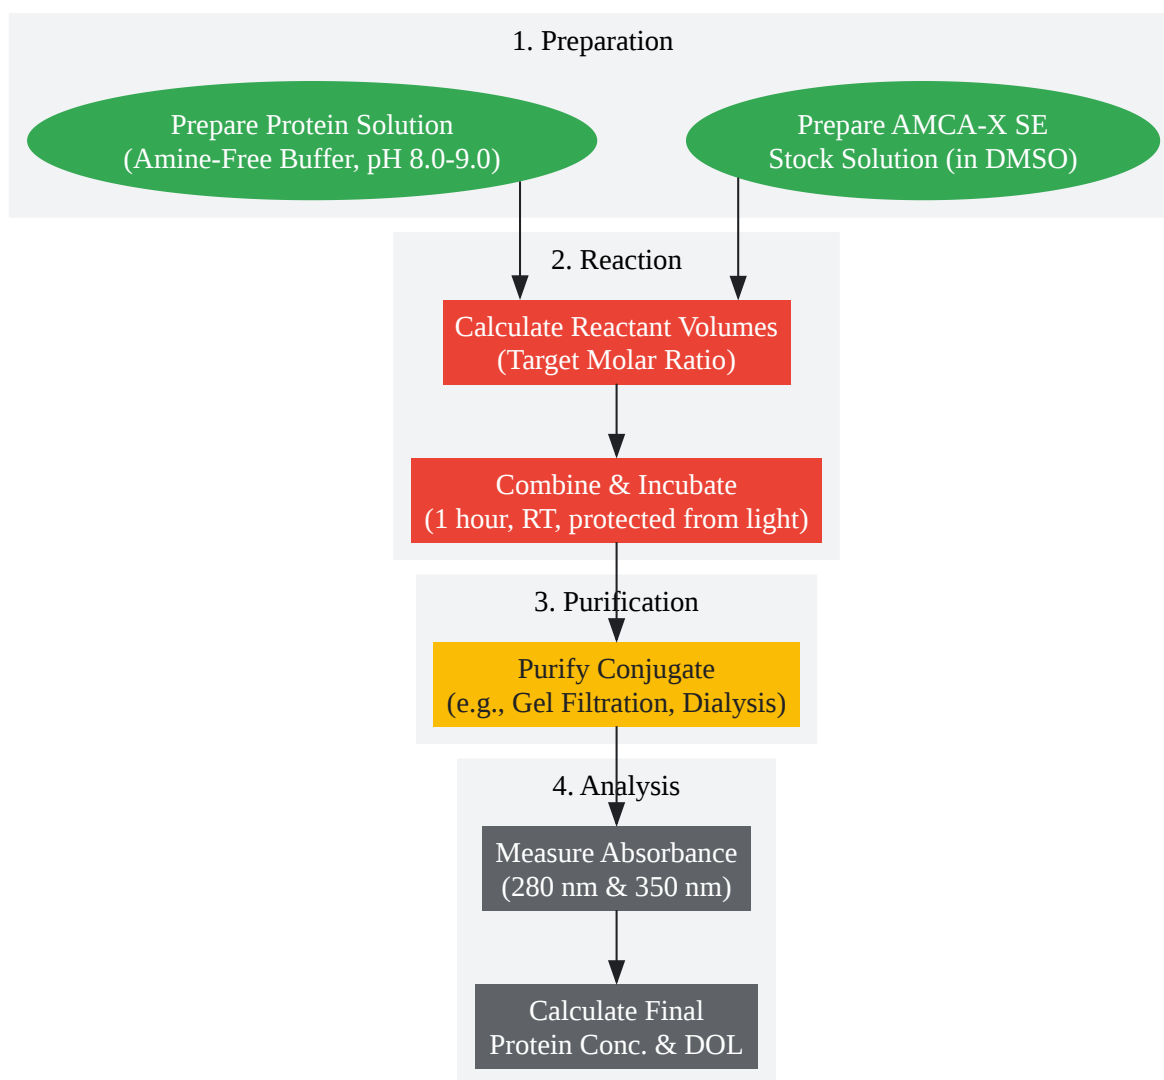 1. Preparation
Prepare Protein Solution
(Amine-Free Buffer, pH 8.0-9.0)
Prepare AMCA-X SE
Stock Solution (in DMSO)
2. Reaction
Calculate Reactant Volumes
(Target Molar Ratio)
Combine & Incubate
(1 hour, RT, protected from light)
3. Purification
Purify Conjugate
(e.g., Gel Filtration, Dialysis)
4. Analysis
Measure Absorbance
(280 nm & 350 nm)
Calculate Final
Protein Conc. & DOL